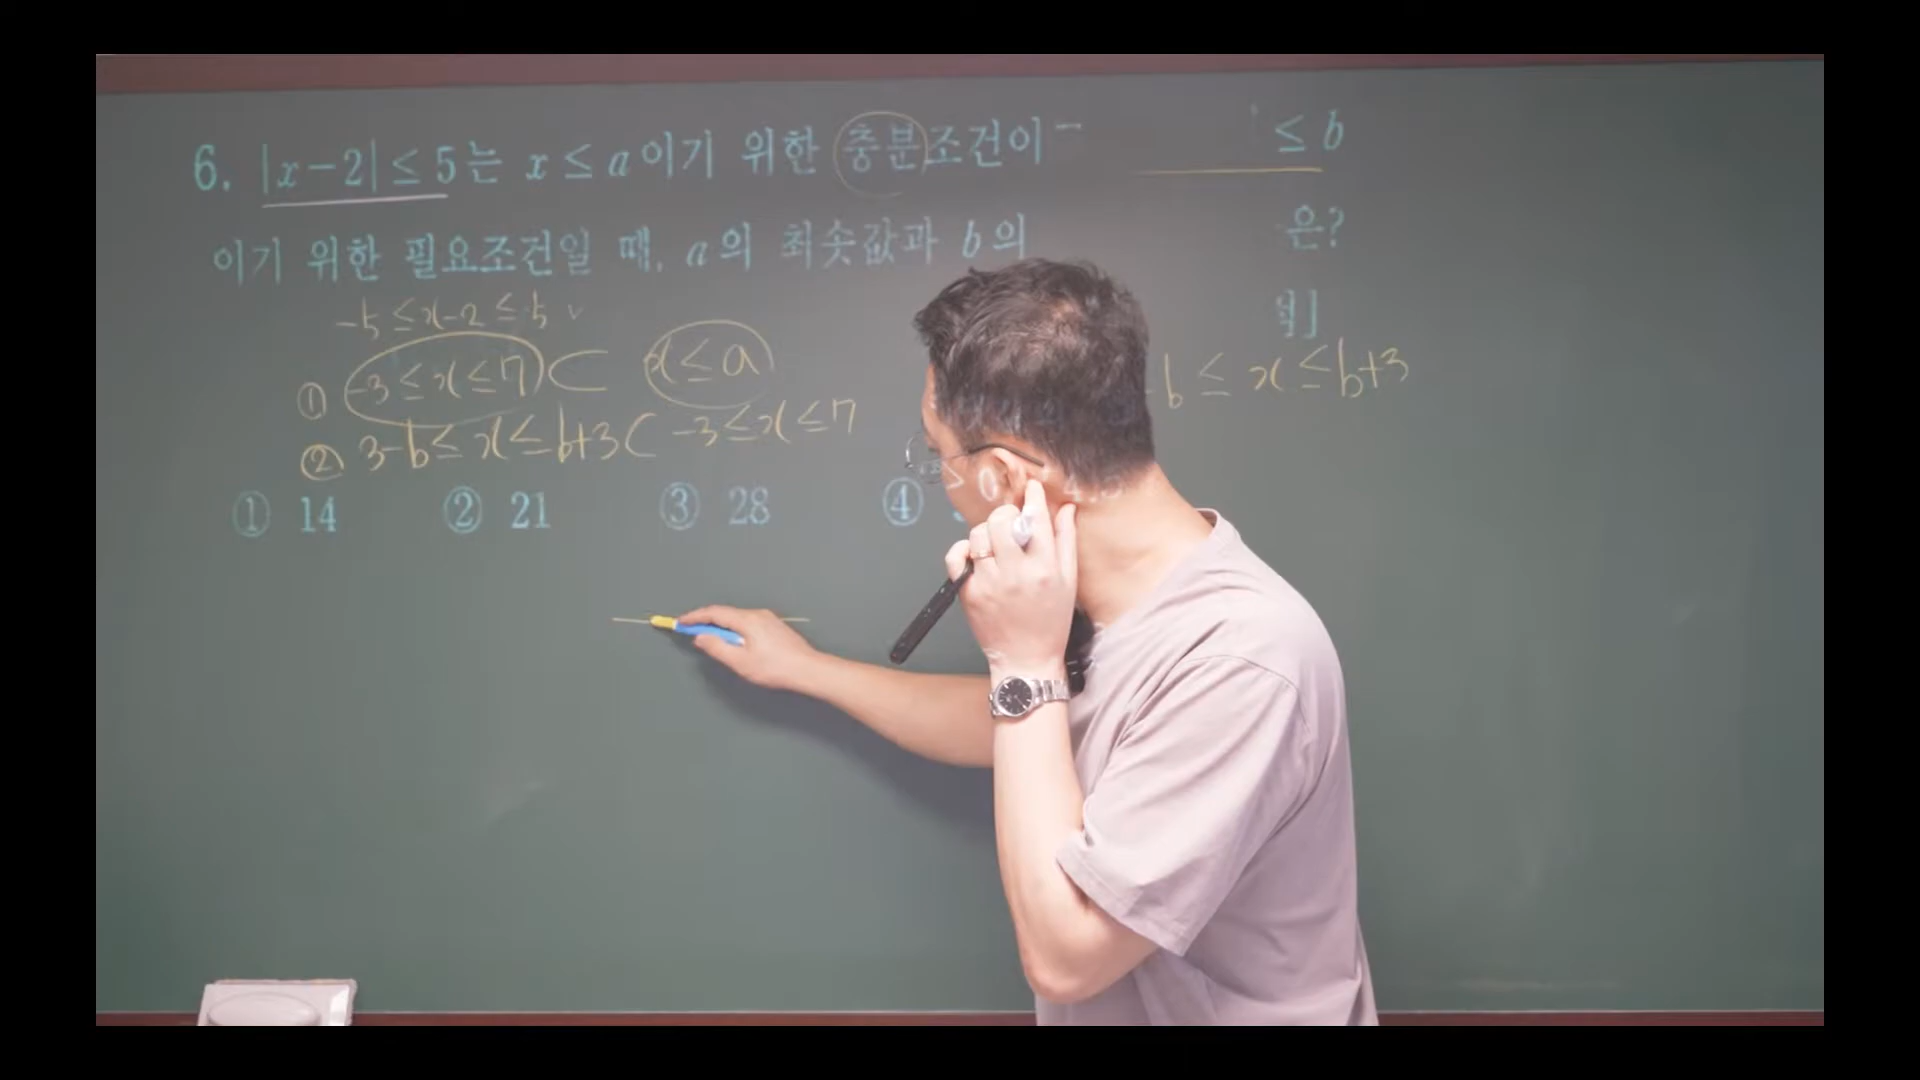 6. |x-2| ≤ 5는 x ≤ a이기 위한 충분조건이 ≤ b
이기 위한 필요조건일 때, a의 최솟값과 b의 은?
-5 ≤ x-2 ≤ 5
① -3 ≤ x ≤ 7 ⊂ x ≤ a
b ≤ x ≤ b+3
② 3-b ≤ x ≤ b+3 ⊂ -3 ≤ x ≤ 7
① 14 ② 21 ③ 28 ④